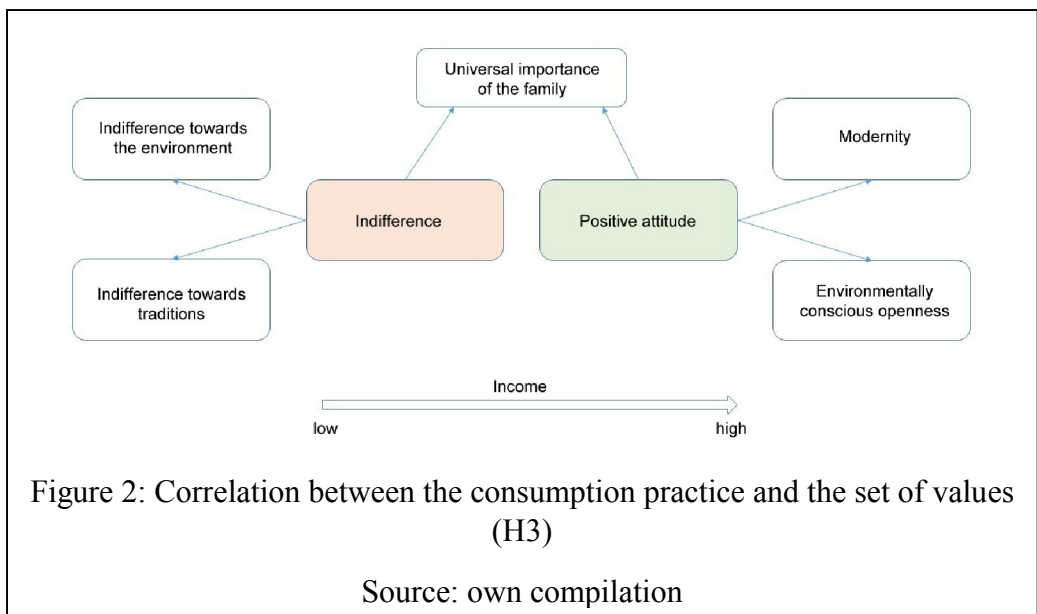 Universal importance
of the family
Indifference towards
the environment
Modernity
Indifference
Positive attitude
Indifference towards
traditions
Environmentally
conscious openness
Income
low
high
Figure 2: Correlation between the consumption practice and the set of values
(H3)
Source: own compilation